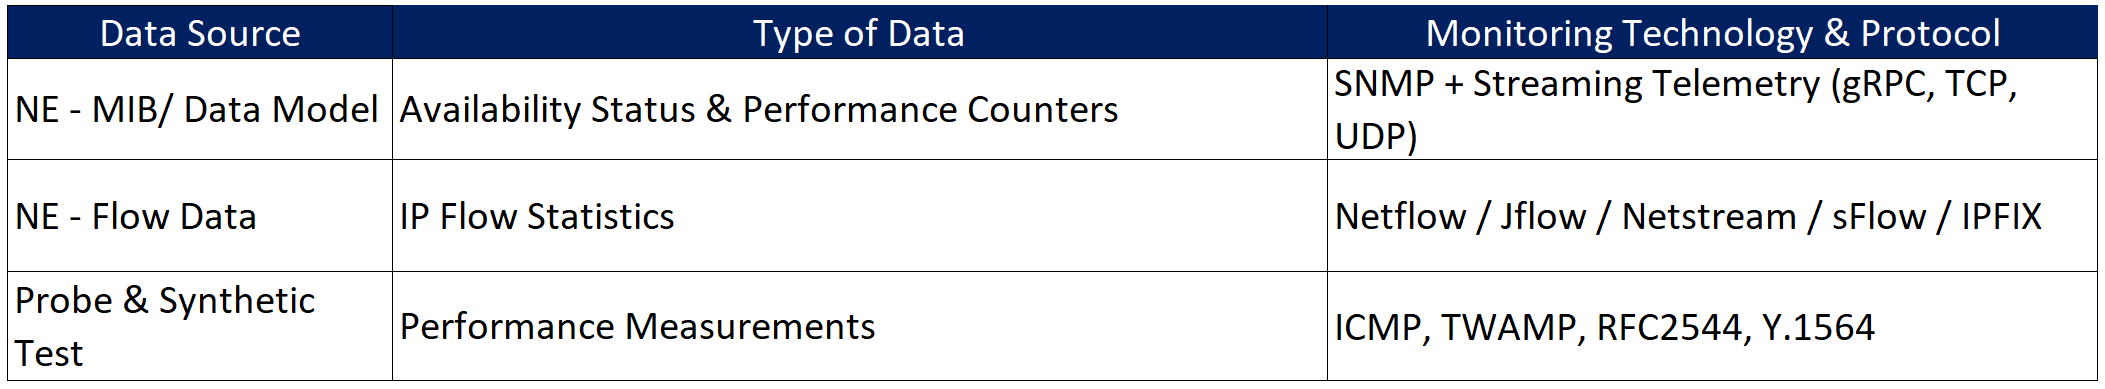 Data Source
Type of Data
Monitoring Technology & Protocol
NE - MIB/ Data Model
Availability Status & Performance Counters
SNMP + Streaming Telemetry (gRPC, TCP,
UDP)
NE - Flow Data
IP Flow Statistics
Netflow / Jflow / Netstream / sFlow / IPFIX
Probe & Synthetic
Test
Performance Measurements
ICMP, TWAMP, RFC2544, Y.1564